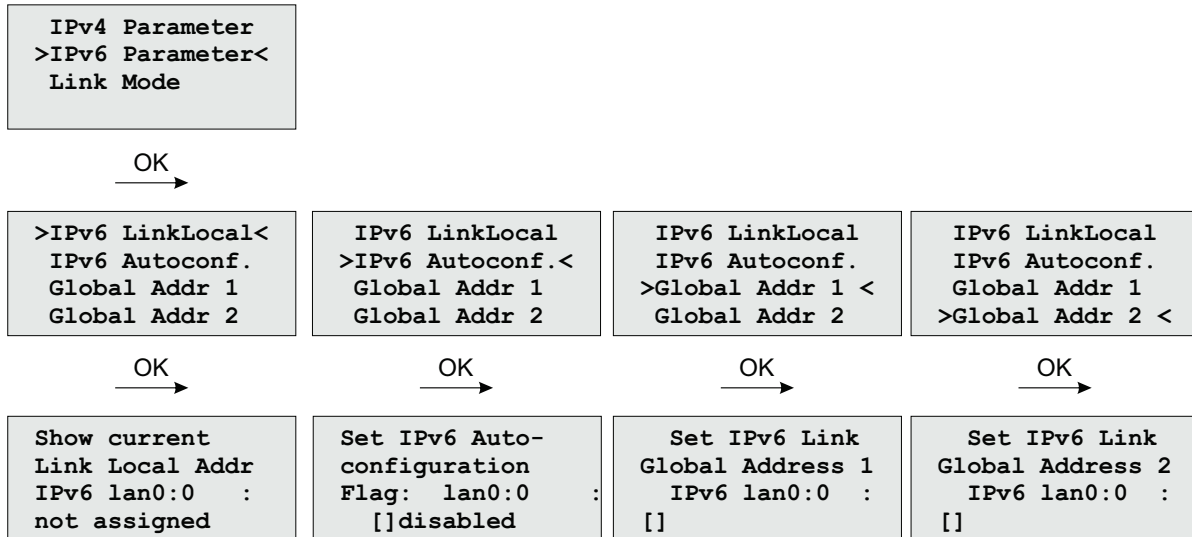 IPv4 Parameter
>IPv6 Parameter<
Link Mode
OK
>IPv6 LinkLocal<
IPv6 Autoconf.
Global Addr 1
Global Addr 2
IPv6 LinkLocal
>IPv6 Autoconf.<
Global Addr 1
Global Addr 2
IPv6 LinkLocal
IPv6 Autoconf.
>Global Addr 1 <
Global Addr 2
IPv6 LinkLocal
IPv6 Autoconf.
Global Addr 1
>Global Addr 2 <
OK
OK
OK
OK
Show current
Link Local Addr
IPv6 lan0:0 :
not assigned
Set IPv6 Auto-
configuration
Flag: lan0:0 :
[]disabled
Set IPv6 Link
Global Address 1
IPv6 lan0:0 :
[]
Set IPv6 Link
Global Address 2
IPv6 lan0:0 :
[]